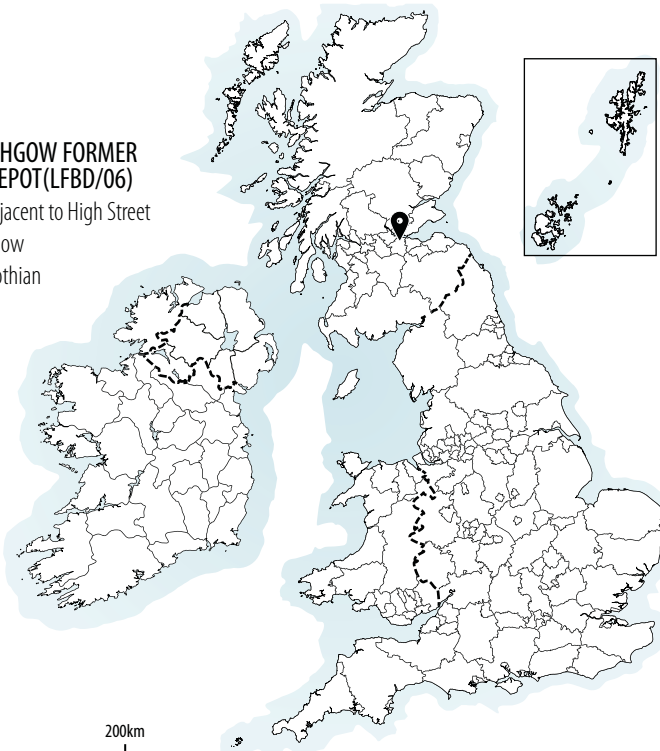 HGOW FORMER
EPOT(LFBD/06)
jacent to High Street
ow
othian
200km